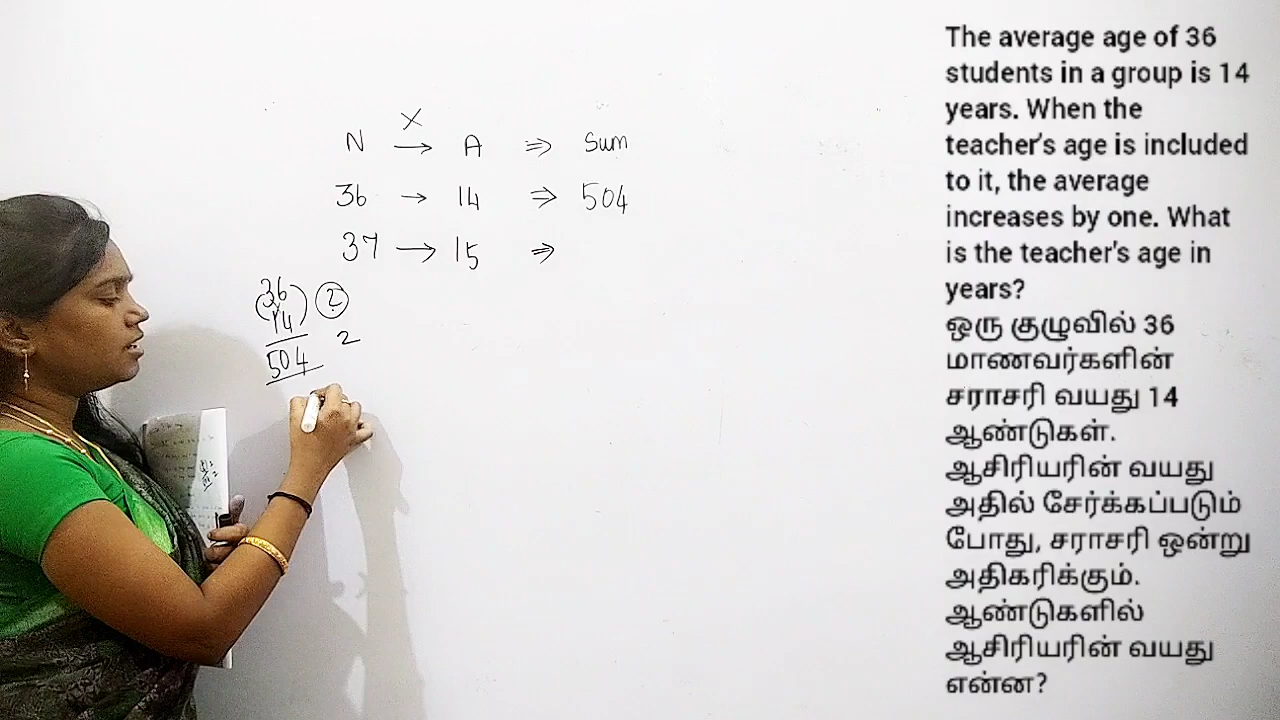 N × → A ⇒ Sum
36 → 14 ⇒ 504
37 → 15 ⇒
36
14
504
2
2
The average age of 36
students in a group is 14
years. When the
teacher's age is included
to it, the average
increases by one. What
is the teacher's age in
years?
ஒரு குழுவில் 36
மாணவர்களின்
சராசரி வயது 14
ஆண்டுகள்.
ஆசிரியரின் வயது
அதில் சேர்க்கப்படும்
போது, சராசரி ஒன்று
அதிகரிக்கும்.
ஆண்டுகளில்
ஆசிரியரின் வயது
என்ன?